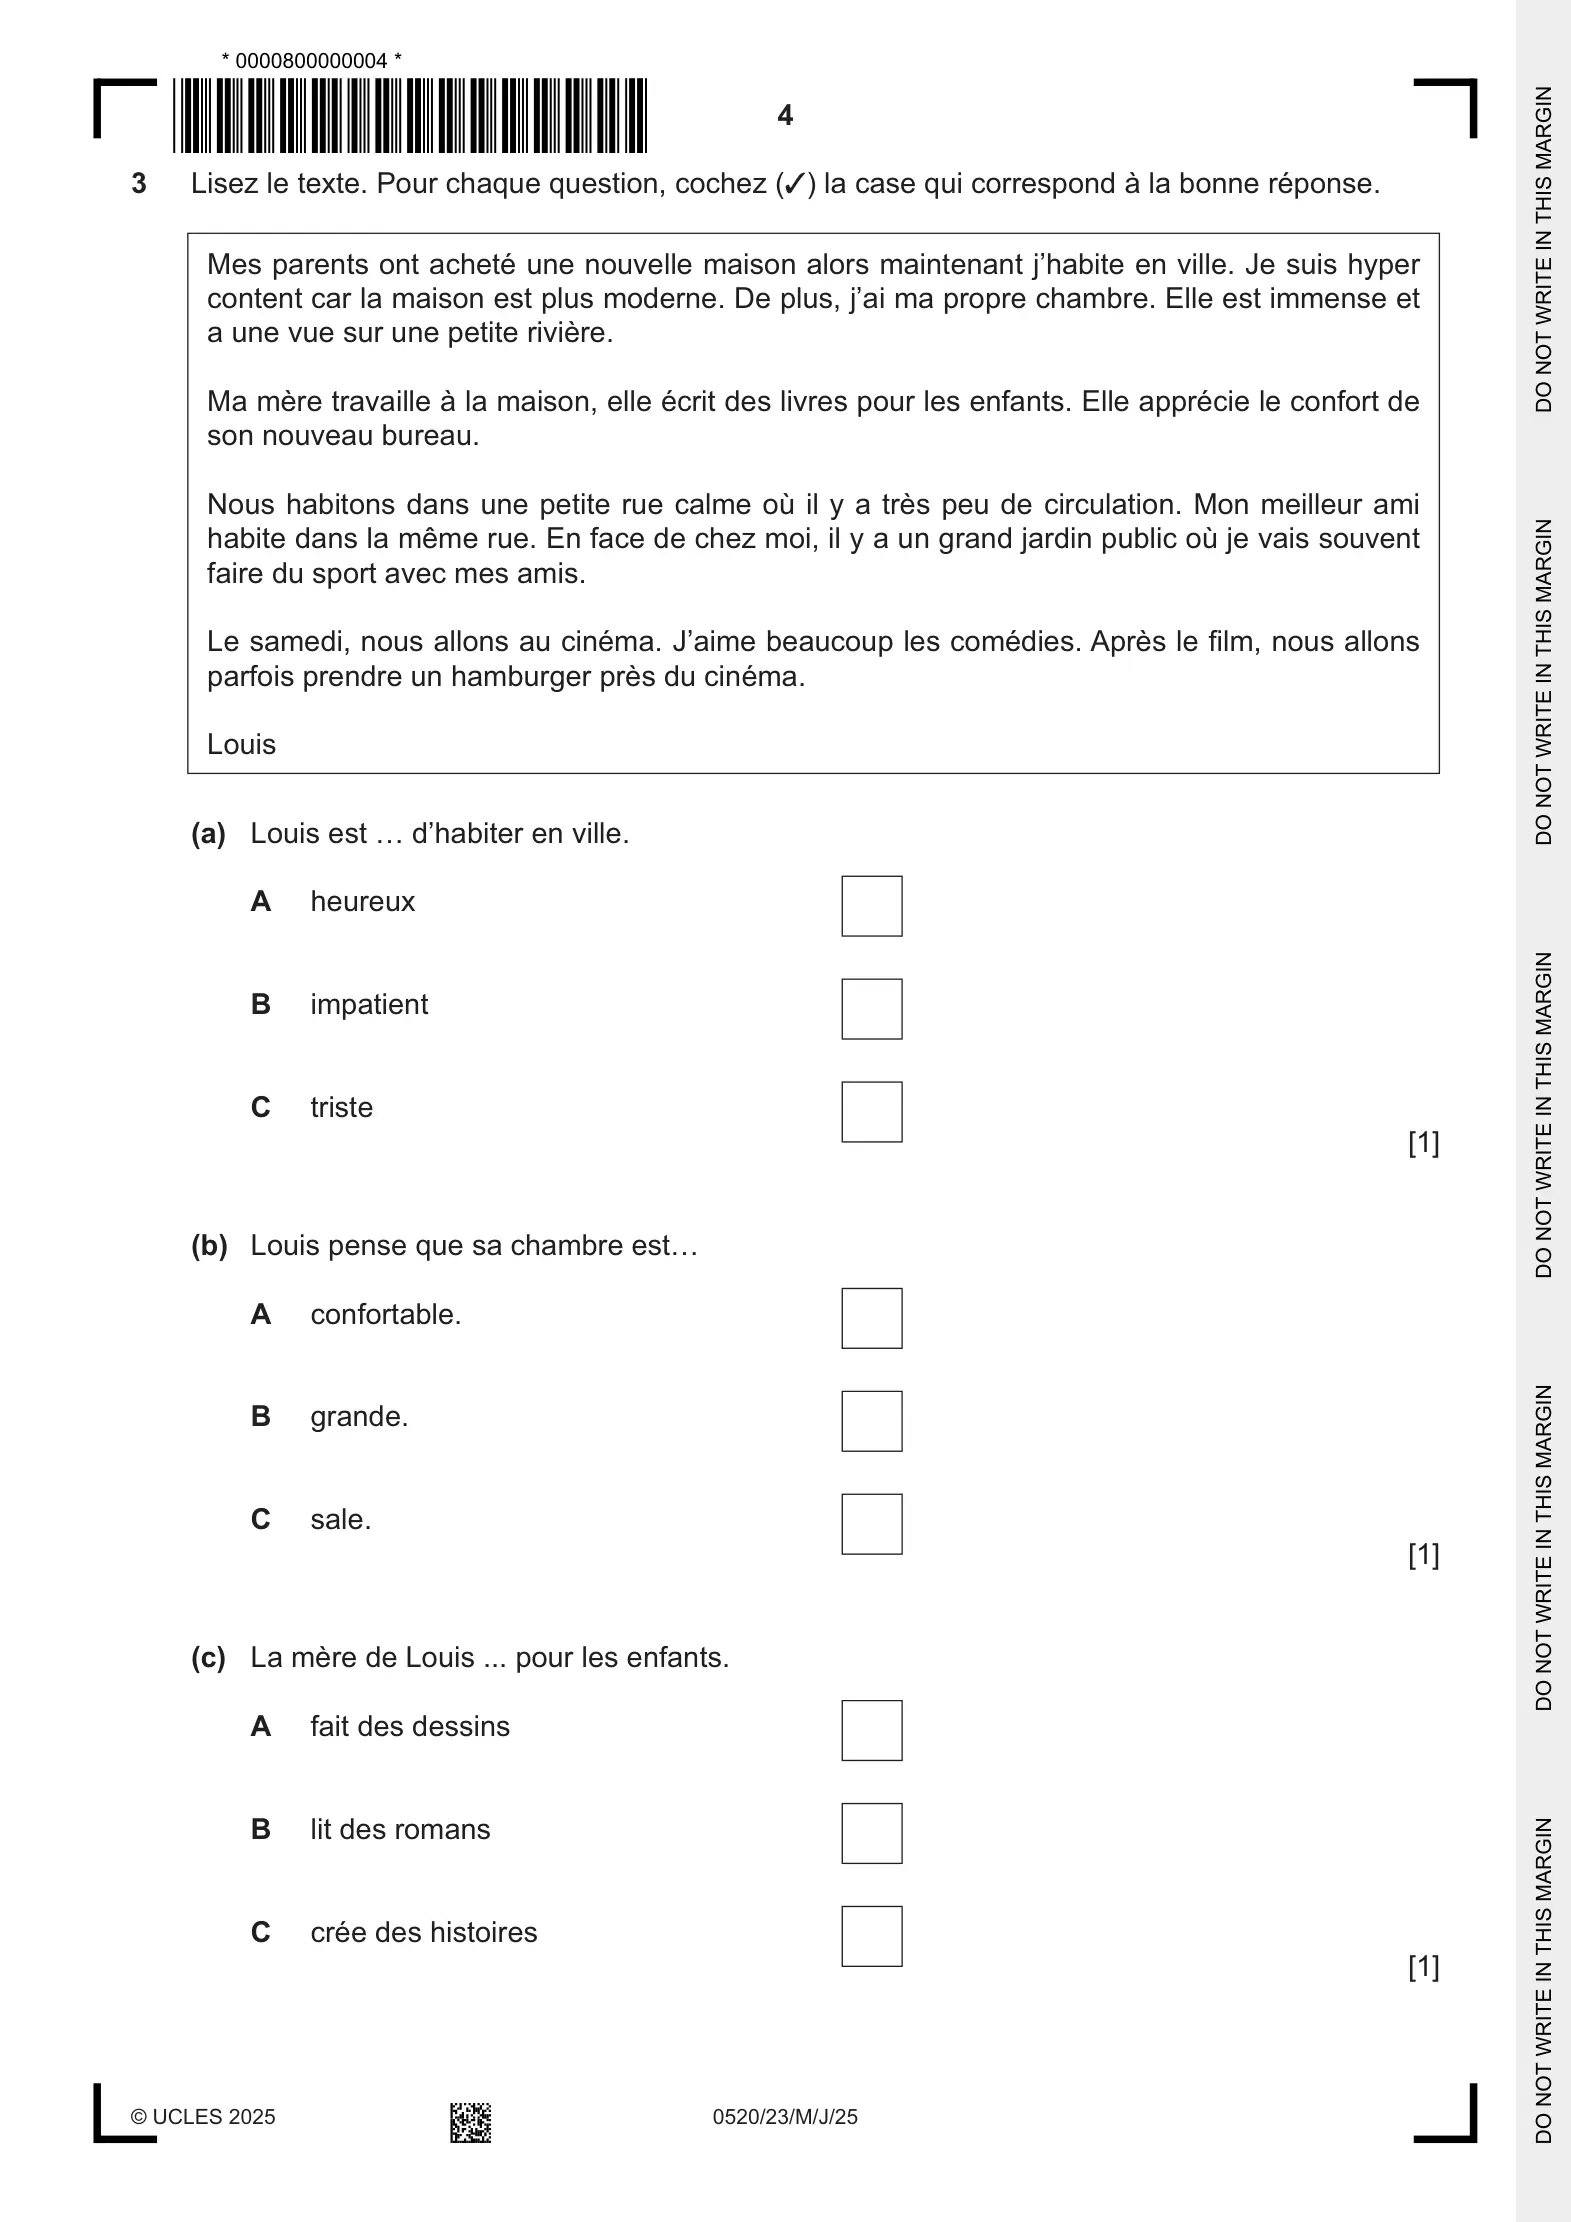 * 0000800000004 *
4
3 Lisez le texte. Pour chaque question, cochez (✓) la case qui correspond à la bonne réponse.
Mes parents ont acheté une nouvelle maison alors maintenant j’habite en ville. Je suis hyper
content car la maison est plus moderne. De plus, j’ai ma propre chambre. Elle est immense et
a une vue sur une petite rivière.
Ma mère travaille à la maison, elle écrit des livres pour les enfants. Elle apprécie le confort de
son nouveau bureau.
Nous habitons dans une petite rue calme où il y a très peu de circulation. Mon meilleur ami
habite dans la même rue. En face de chez moi, il y a un grand jardin public où je vais souvent
faire du sport avec mes amis.
Le samedi, nous allons au cinéma. J’aime beaucoup les comédies. Après le film, nous allons
parfois prendre un hamburger près du cinéma.
Louis
(a) Louis est … d’habiter en ville.
A heureux
B impatient
C triste
[1]
(b) Louis pense que sa chambre est…
A confortable.
B grande.
C sale.
[1]
(c) La mère de Louis ... pour les enfants.
A fait des dessins
B lit des romans
C crée des histoires
[1]
© UCLES 2025
0520/23/M/J/25
DO NOT WRITE IN THIS MARGIN
DO NOT WRITE IN THIS MARGIN
DO NOT WRITE IN THIS MARGIN
DO NOT WRITE IN THIS MARGIN
DO NOT WRITE IN THIS MARGIN